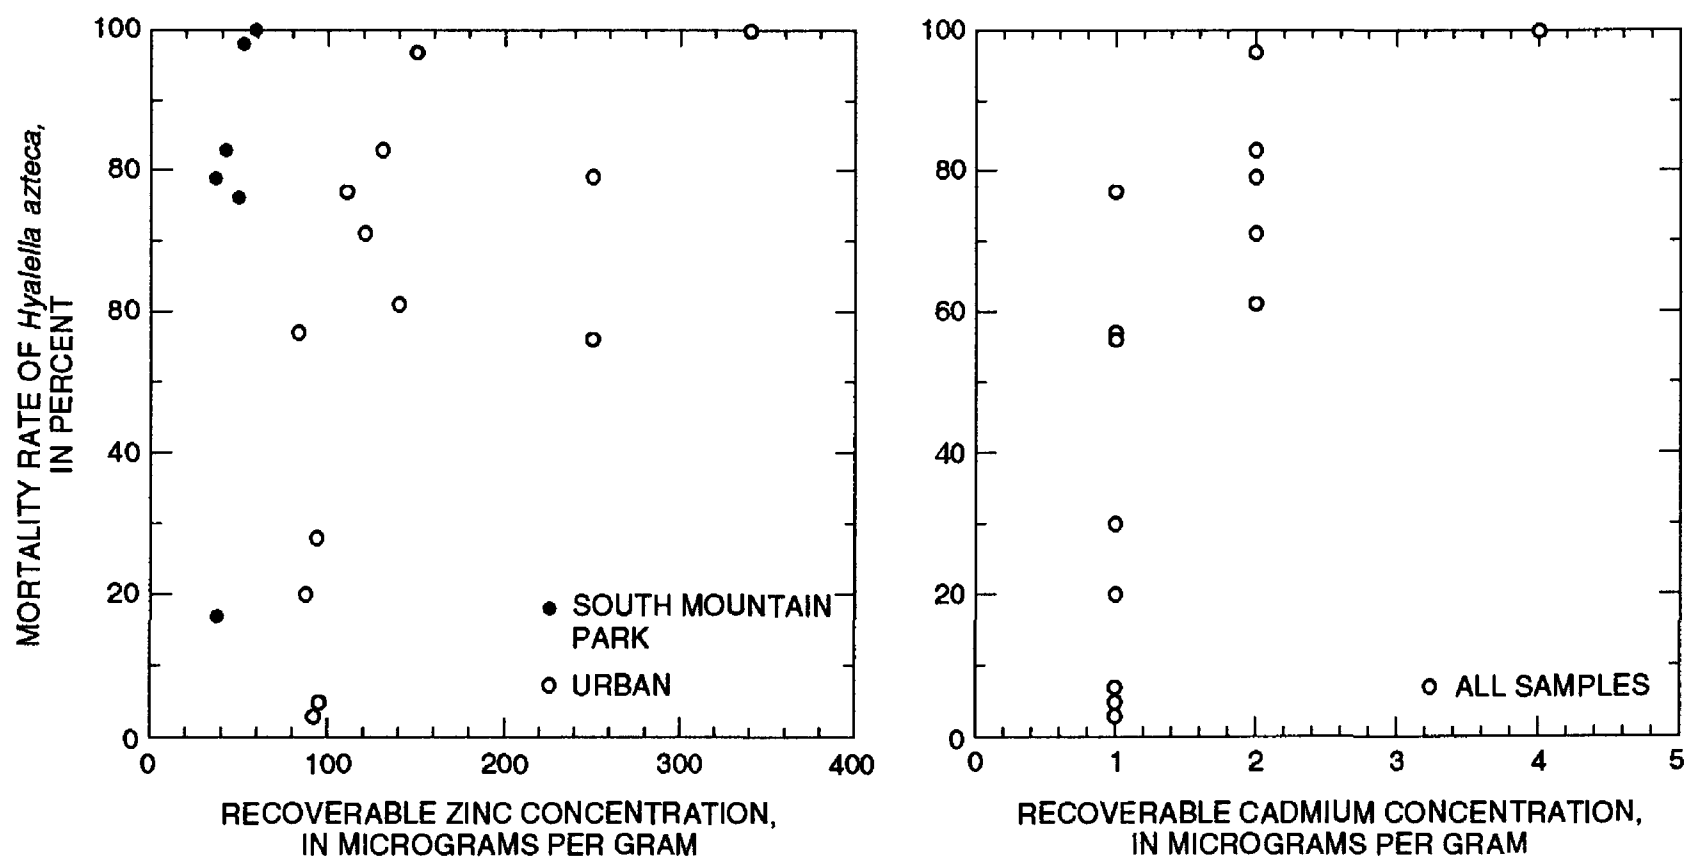 MORTALITY RATE OF Hyalella azteca,
IN PERCENT
100
80
80
40
20
0
0 100 200 300 400
RECOVERABLE ZINC CONCENTRATION,
IN MICROGRAMS PER GRAM
SOUTH MOUNTAIN
PARK
URBAN
100
80
60
40
20
0
0 1 2 3 4 5
RECOVERABLE CADMIUM CONCENTRATION,
IN MICROGRAMS PER GRAM
ALL SAMPLES